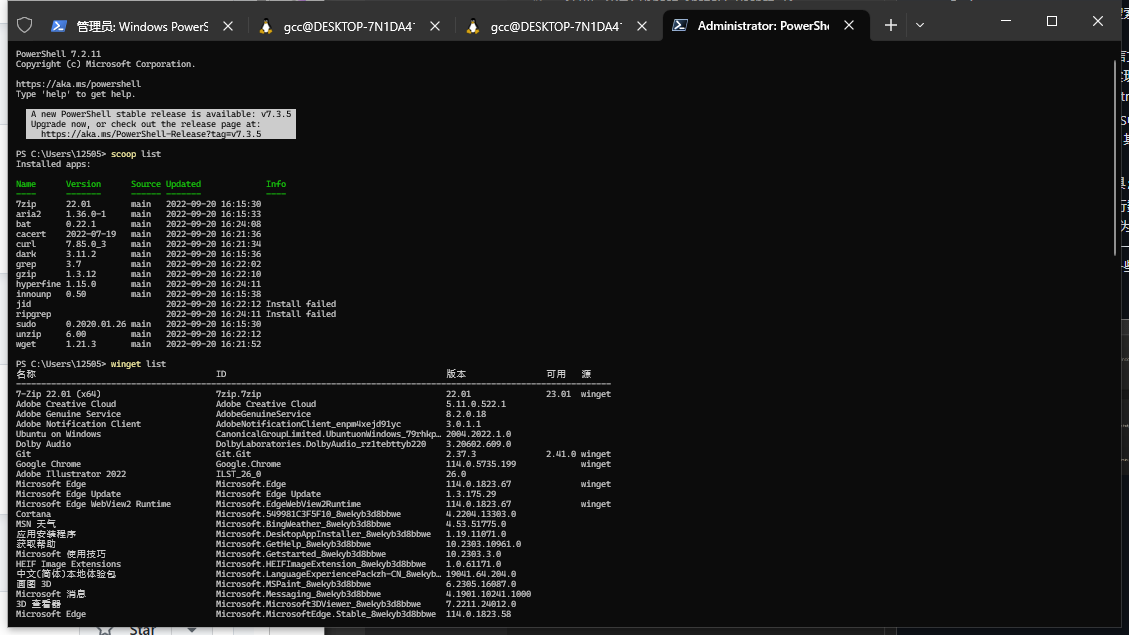 管理员: Windows PowerS
gcc@DESKTOP-7N1DA4
gcc@DESKTOP-7N1DA4
Administrator: PowerShe
PowerShell 7.2.11
Copyright (c) Microsoft Corporation.
https://aka.ms/powershell
Type 'help' to get help.
A new PowerShell stable release is available: v7.3.5
Upgrade now, or check out the release page at:
https://aka.ms/PowerShell-Release?tag=v7.3.5
PS C:\Users\12505> scoop list
Installed apps:
Name Version Source Updated Info
---- ------- ------ ------- ----
7zip 22.01 main 2022-09-20 16:15:30
aria2 1.36.0-1 main 2022-09-20 16:15:33
bat 0.22.1 main 2022-09-20 16:24:08
cacert 2022-07-19 main 2022-09-20 16:21:36
curl 7.85.0_3 main 2022-09-20 16:21:34
dark 3.11.2 main 2022-09-20 16:15:36
grep 3.7 main 2022-09-20 16:22:02
gzip 1.3.12 main 2022-09-20 16:22:10
hyperfine 1.15.0 main 2022-09-20 16:24:11
innounp 0.50 main 2022-09-20 16:15:38
jid 2022-09-20 16:22:12 Install failed
ripgrep 2022-09-20 16:24:11 Install failed
sudo 0.2020.01.26 main 2022-09-20 16:15:30
unzip 6.00 main 2022-09-20 16:22:12
wget 1.21.3 main 2022-09-20 16:21:52
PS C:\Users\12505> winget list
名称 ID 版本 可用 源
7-Zip 22.01 (x64) 7zip.7zip 22.01 23.01 winget
Adobe Creative Cloud Adobe Creative Cloud 5.11.0.522.1
Adobe Genuine Service AdobeGenuineService 8.2.0.18
Adobe Notification Client AdobeNotificationClient_enpm4xejd91yc 3.0.1.1
Ubuntu on Windows CanonicalGroupLimited.UbuntuonWindows_79rhkp… 2004.2022.1.0
Dolby Audio DolbyLaboratories.DolbyAudio_rz1tebttyb220 3.20602.609.0
Git Git.Git 2.37.3 2.41.0 winget
Google Chrome Google.Chrome 114.0.5735.199 winget
Adobe Illustrator 2022 ILST_26_0 26.0
Microsoft Edge Microsoft.Edge 114.0.1823.67 winget
Microsoft Edge Update Microsoft Edge Update 1.3.175.29
Microsoft Edge WebView2 Runtime Microsoft.EdgeWebView2Runtime 114.0.1823.67 winget
Cortana Microsoft.549981C3F5F10_8wekyb3d8bbwe 4.2204.13303.0
MSN 天气 Microsoft.BingWeather_8wekyb3d8bbwe 4.53.51775.0
应用安装程序 Microsoft.DesktopAppInstaller_8wekyb3d8bbwe 1.19.11071.0
获取帮助 Microsoft.GetHelp_8wekyb3d8bbwe 10.2303.10961.0
Microsoft 使用技巧 Microsoft.Getstarted_8wekyb3d8bbwe 10.2303.3.0
HEIF Image Extensions Microsoft.HEIFImageExtension_8wekyb3d8bbwe 1.0.61171.0
中文(简体)本地体验包 Microsoft.LanguageExperiencePackzh-CN_8wekyb… 19041.64.204.0
画图 3D Microsoft.MSPaint_8wekyb3d8bbwe 6.2305.16087.0
Microsoft 消息 Microsoft.Messaging_8wekyb3d8bbwe 4.1901.10241.1000
3D 查看器 Microsoft.Microsoft3DViewer_8wekyb3d8bbwe 7.2211.24012.0
Microsoft Edge Microsoft.MicrosoftEdge.Stable_8wekyb3d8bbwe 114.0.1823.58
Star